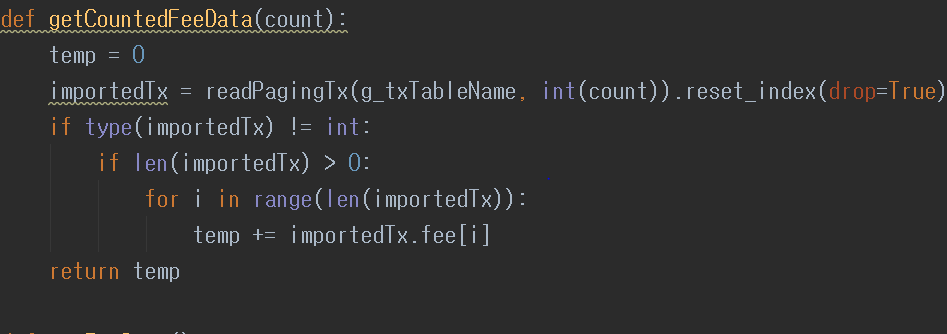 def getCountedFeeData(count):
    temp = 0
    importedTx = readPagingTx(g_txTableName, int(count)).reset_index(drop=True)
    if type(importedTx) != int:
        if len(importedTx) > 0:
            for i in range(len(importedTx)):
                temp += importedTx.fee[i]
    return temp